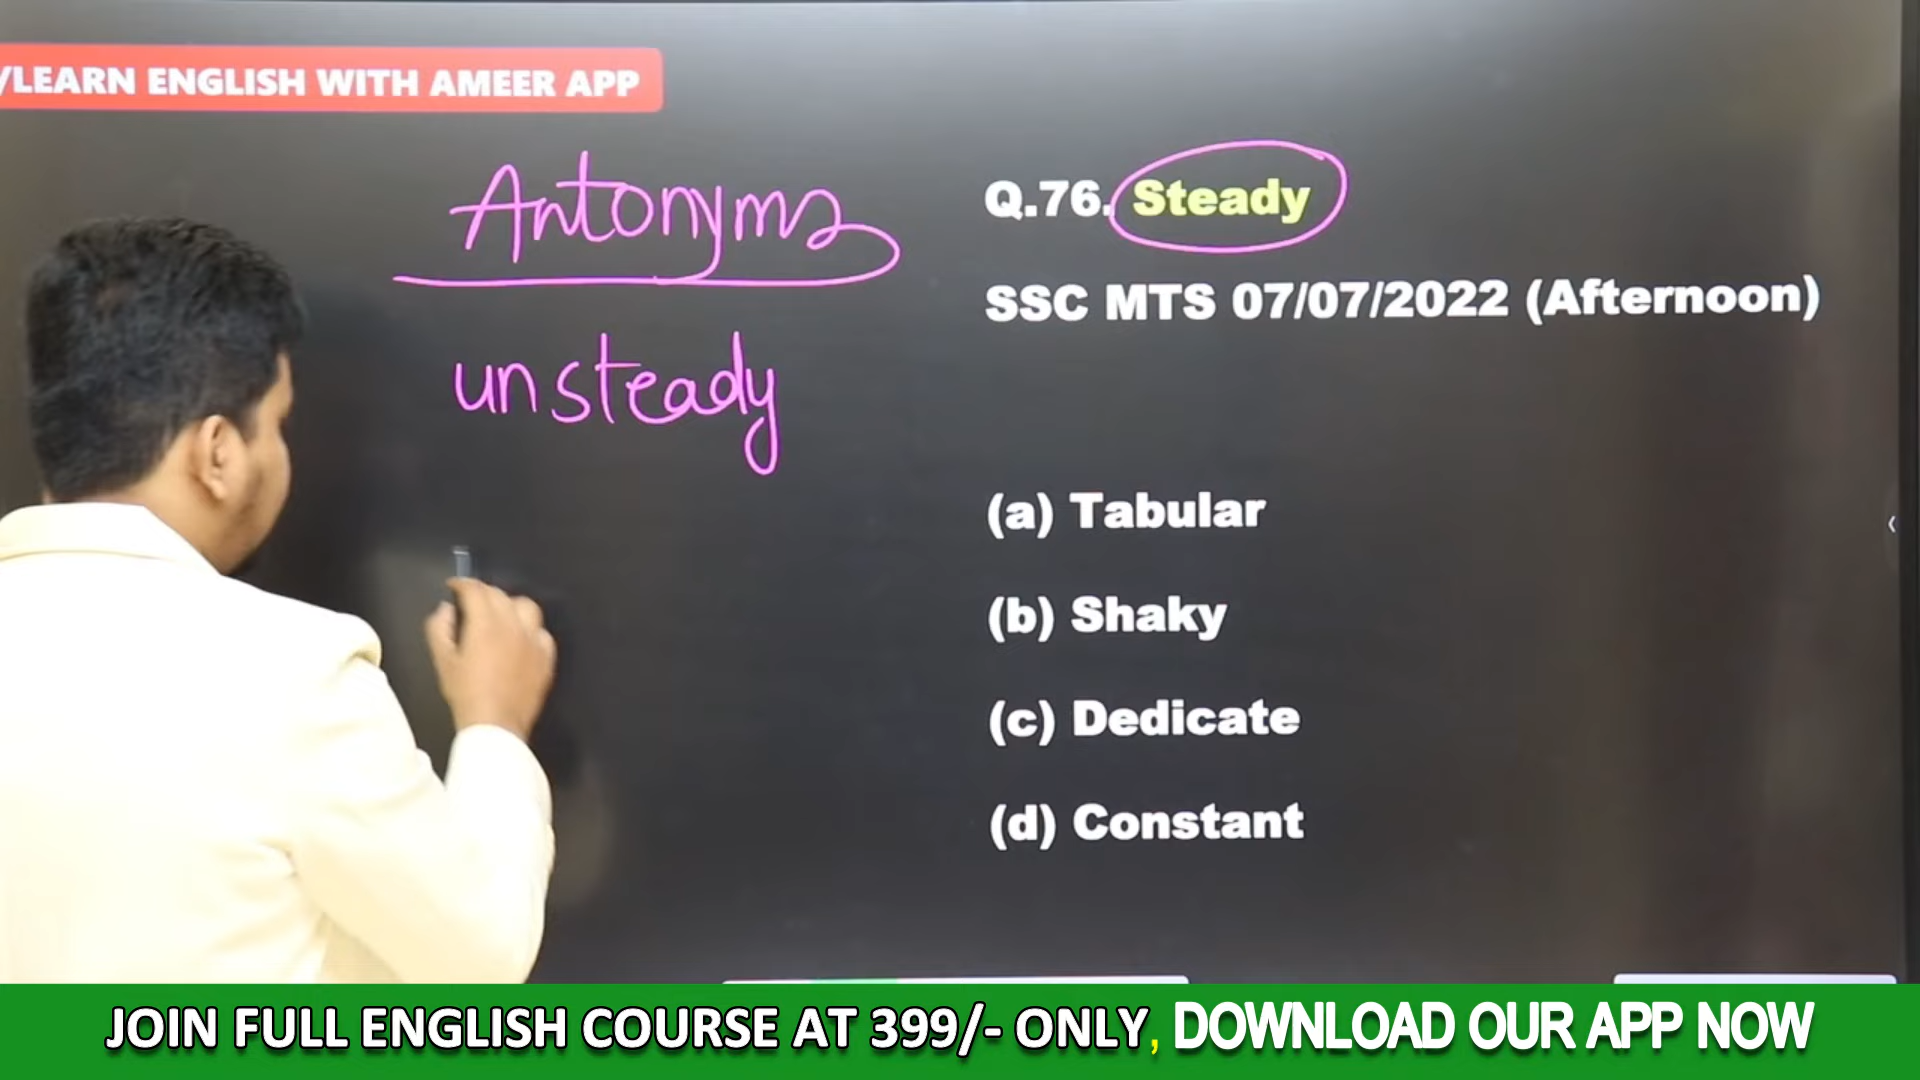 /LEARN ENGLISH WITH AMEER APP
Antonyms
unsteady
Q.76. Steady
SSC MTS 07/07/2022 (Afternoon)
(a) Tabular
(b) Shaky
(c) Dedicate
(d) Constant
JOIN FULL ENGLISH COURSE AT 399/- ONLY, DOWNLOAD OUR APP NOW